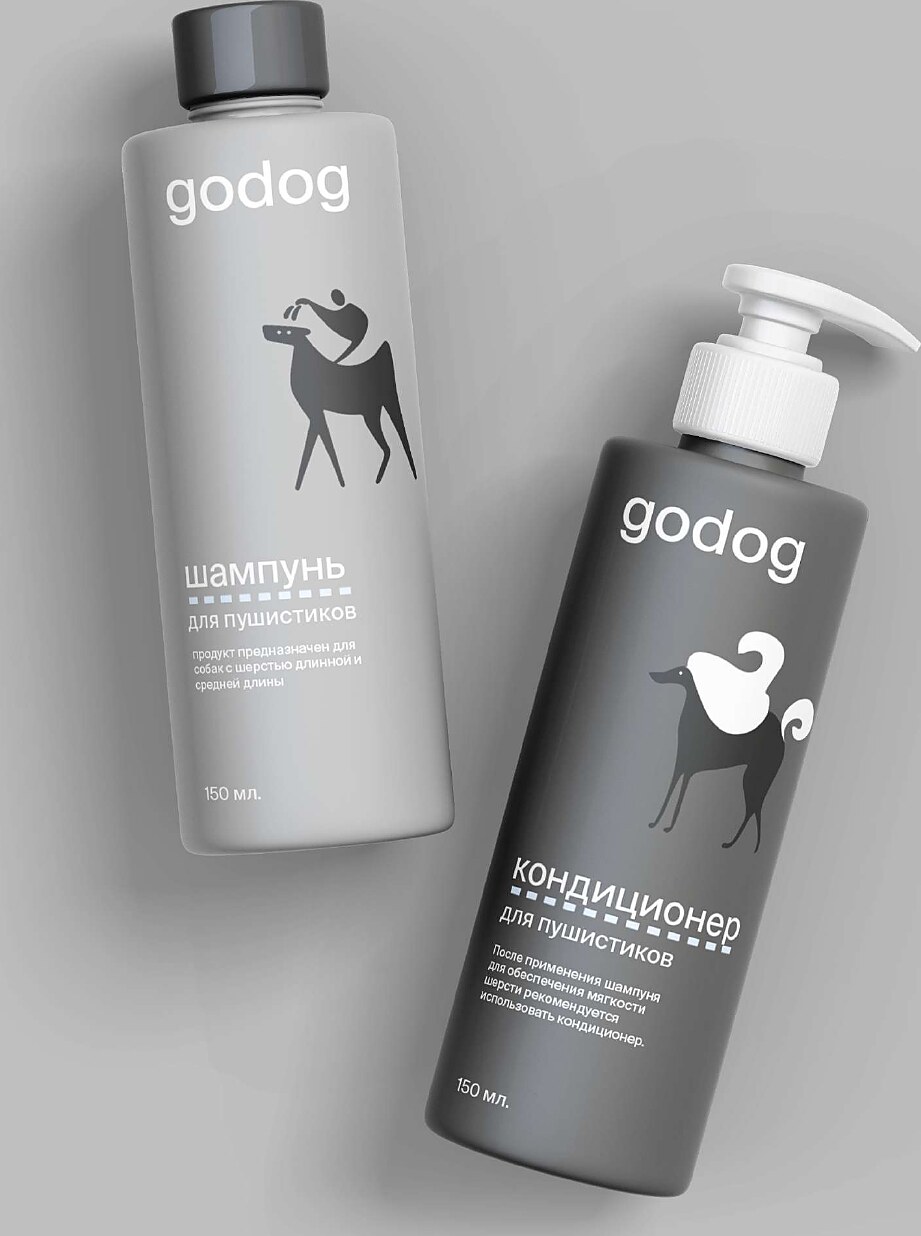 godog
шампунь
для пушистиков
продукт предназначен для
собак с шерстью длинной и
средней длины
150 мл.
godog
кондиционер
для пушистиков
После применения шампуня
для обеспечения мягкости
шерсти рекомендуется
использовать кондиционер.
150 мл.